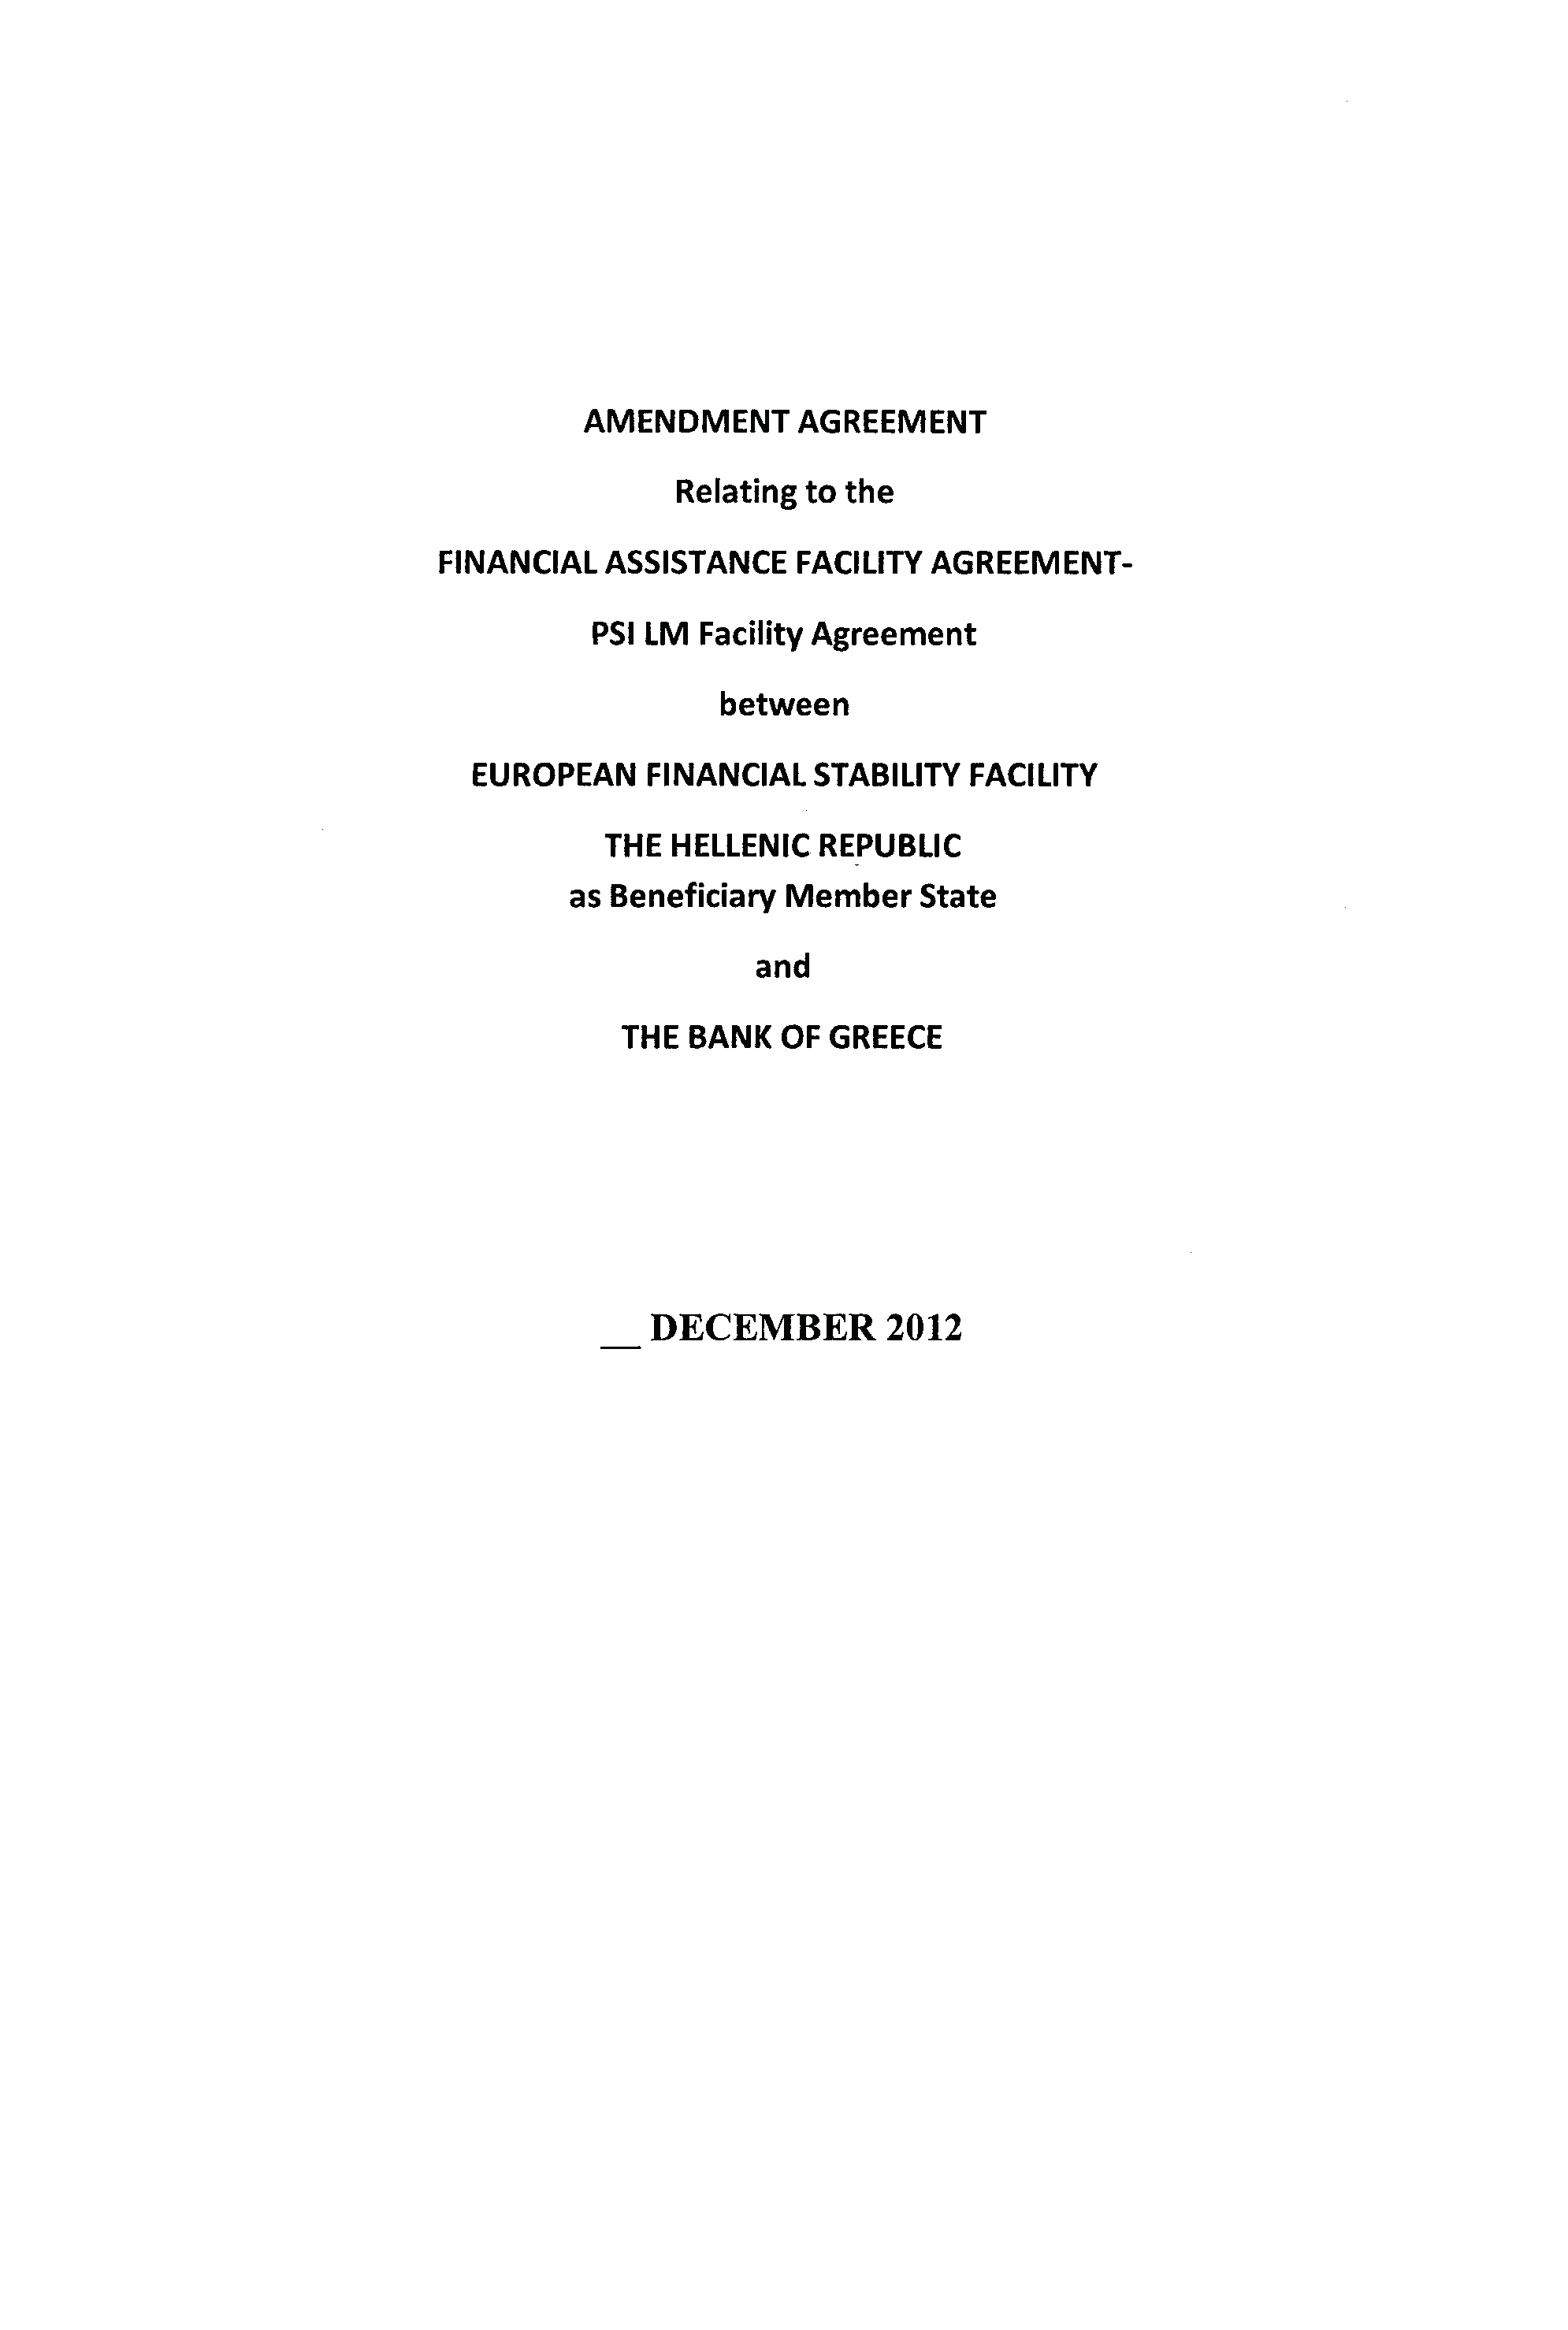 AMENDMENT AGREEMENT
Relating to the
FINANCIAL ASSISTANCE FACILITY AGREEMENT-
PSI LM Facility Agreement
between
EUROPEAN FINANCIAL STABILITY FACILITY
THE HELLENIC REPUBLIC
as Beneficiary Member State
and
THE BANK OF GREECE
__ DECEMBER 2012